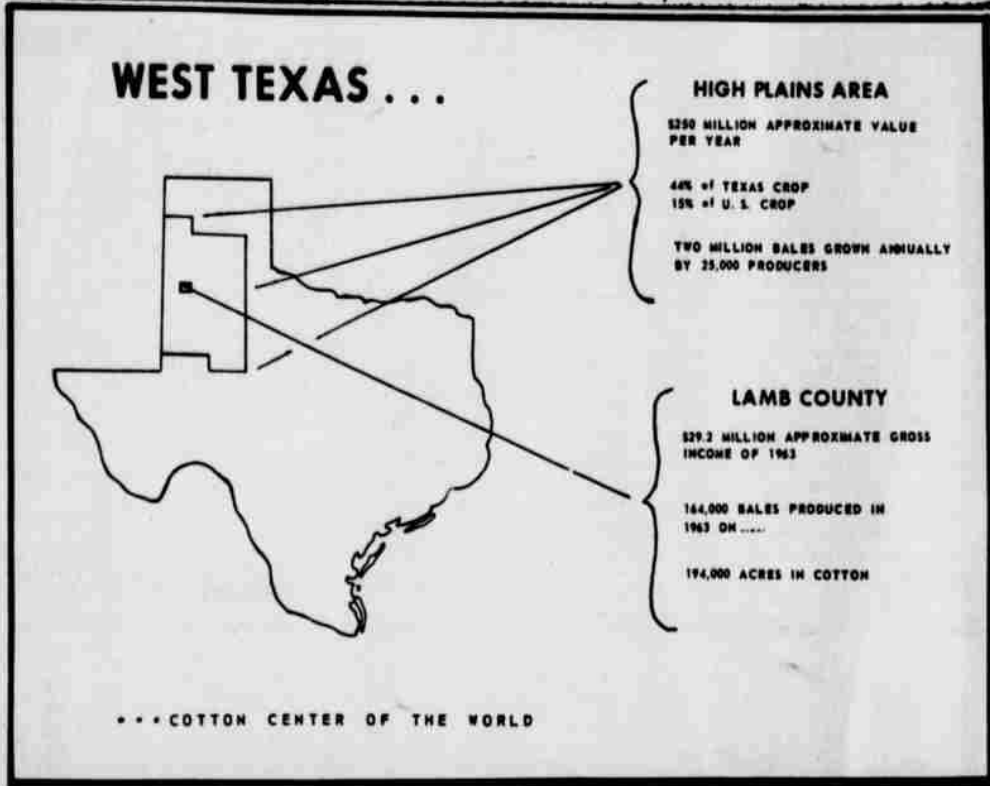 WEST TEXAS . . .
HIGH PLAINS AREA
$250 MILLION APPROXIMATE VALUE
PER YEAR
44% of TEXAS CROP
15% of U. S. CROP
TWO MILLION BALES GROWN ANNUALLY
BY 25,000 PRODUCERS
LAMB COUNTY
$29.2 MILLION APPROXIMATE GROSS
INCOME OF 1963
164,000 BALES PRODUCED IN
1963 ON .....
194,000 ACRES IN COTTON
• • • COTTON CENTER OF THE WORLD